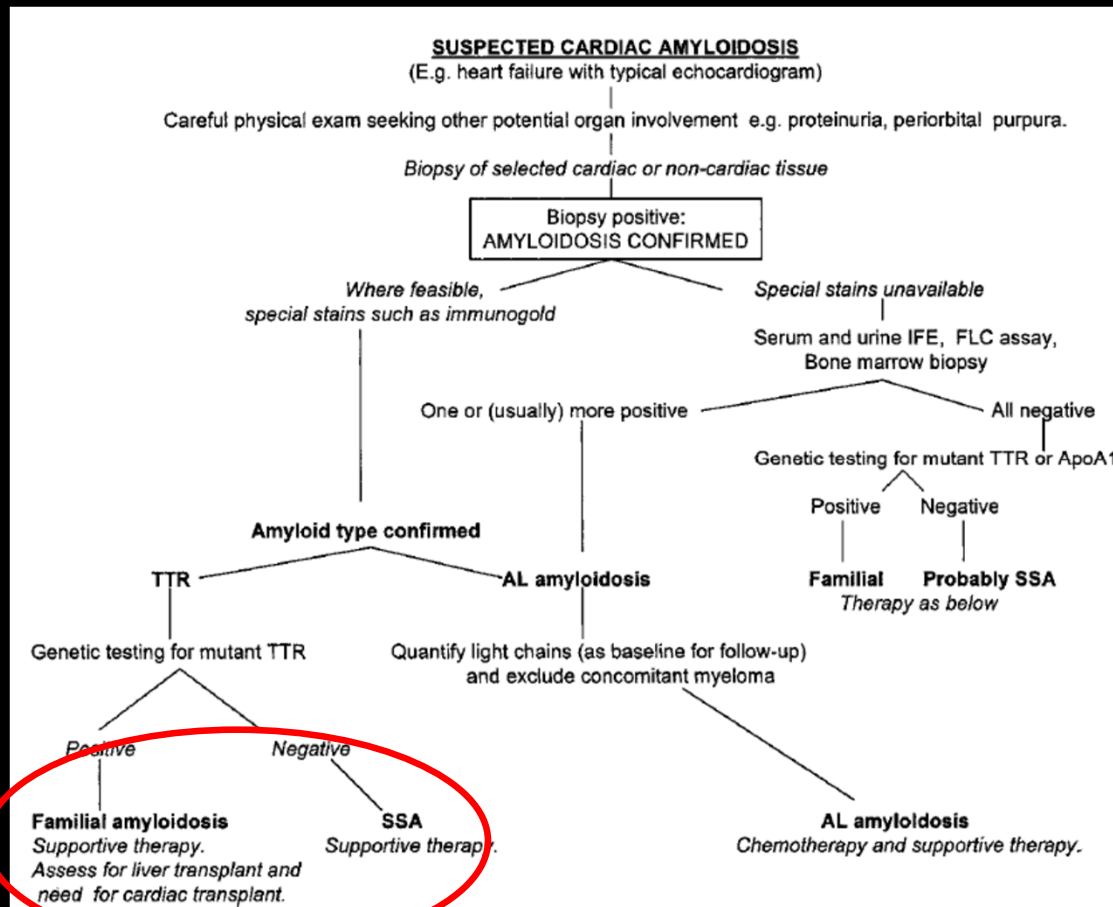 SUSPECTED CARDIAC AMYLOIDOSIS
(E.g. heart failure with typical echocardiogram)
Careful physical exam seeking other potential organ involvement e.g. proteinuria, periorbital purpura.
Biopsy of selected cardiac or non-cardiac tissue
Biopsy positive:
AMYLOIDOSIS CONFIRMED
Where feasible,
special stains such as immunogold
Special stains unavailable
Serum and urine IFE, FLC assay,
Bone marrow biopsy
One or (usually) more positive
All negative
Genetic testing for mutant TTR or ApoA1
Positive
Negative
Familial
Probably SSA
Therapy as below
Amyloid type confirmed
TTR
AL amyloidosis
Genetic testing for mutant TTR
Quantify light chains (as baseline for follow-up)
and exclude concomitant myeloma
Positive
Negative
Familial amyloidosis
Supportive therapy.
Assess for liver transplant and
need for cardiac transplant.
SSA
Supportive therapy.
AL amyloldosis
Chemotherapy and supportive therapy.